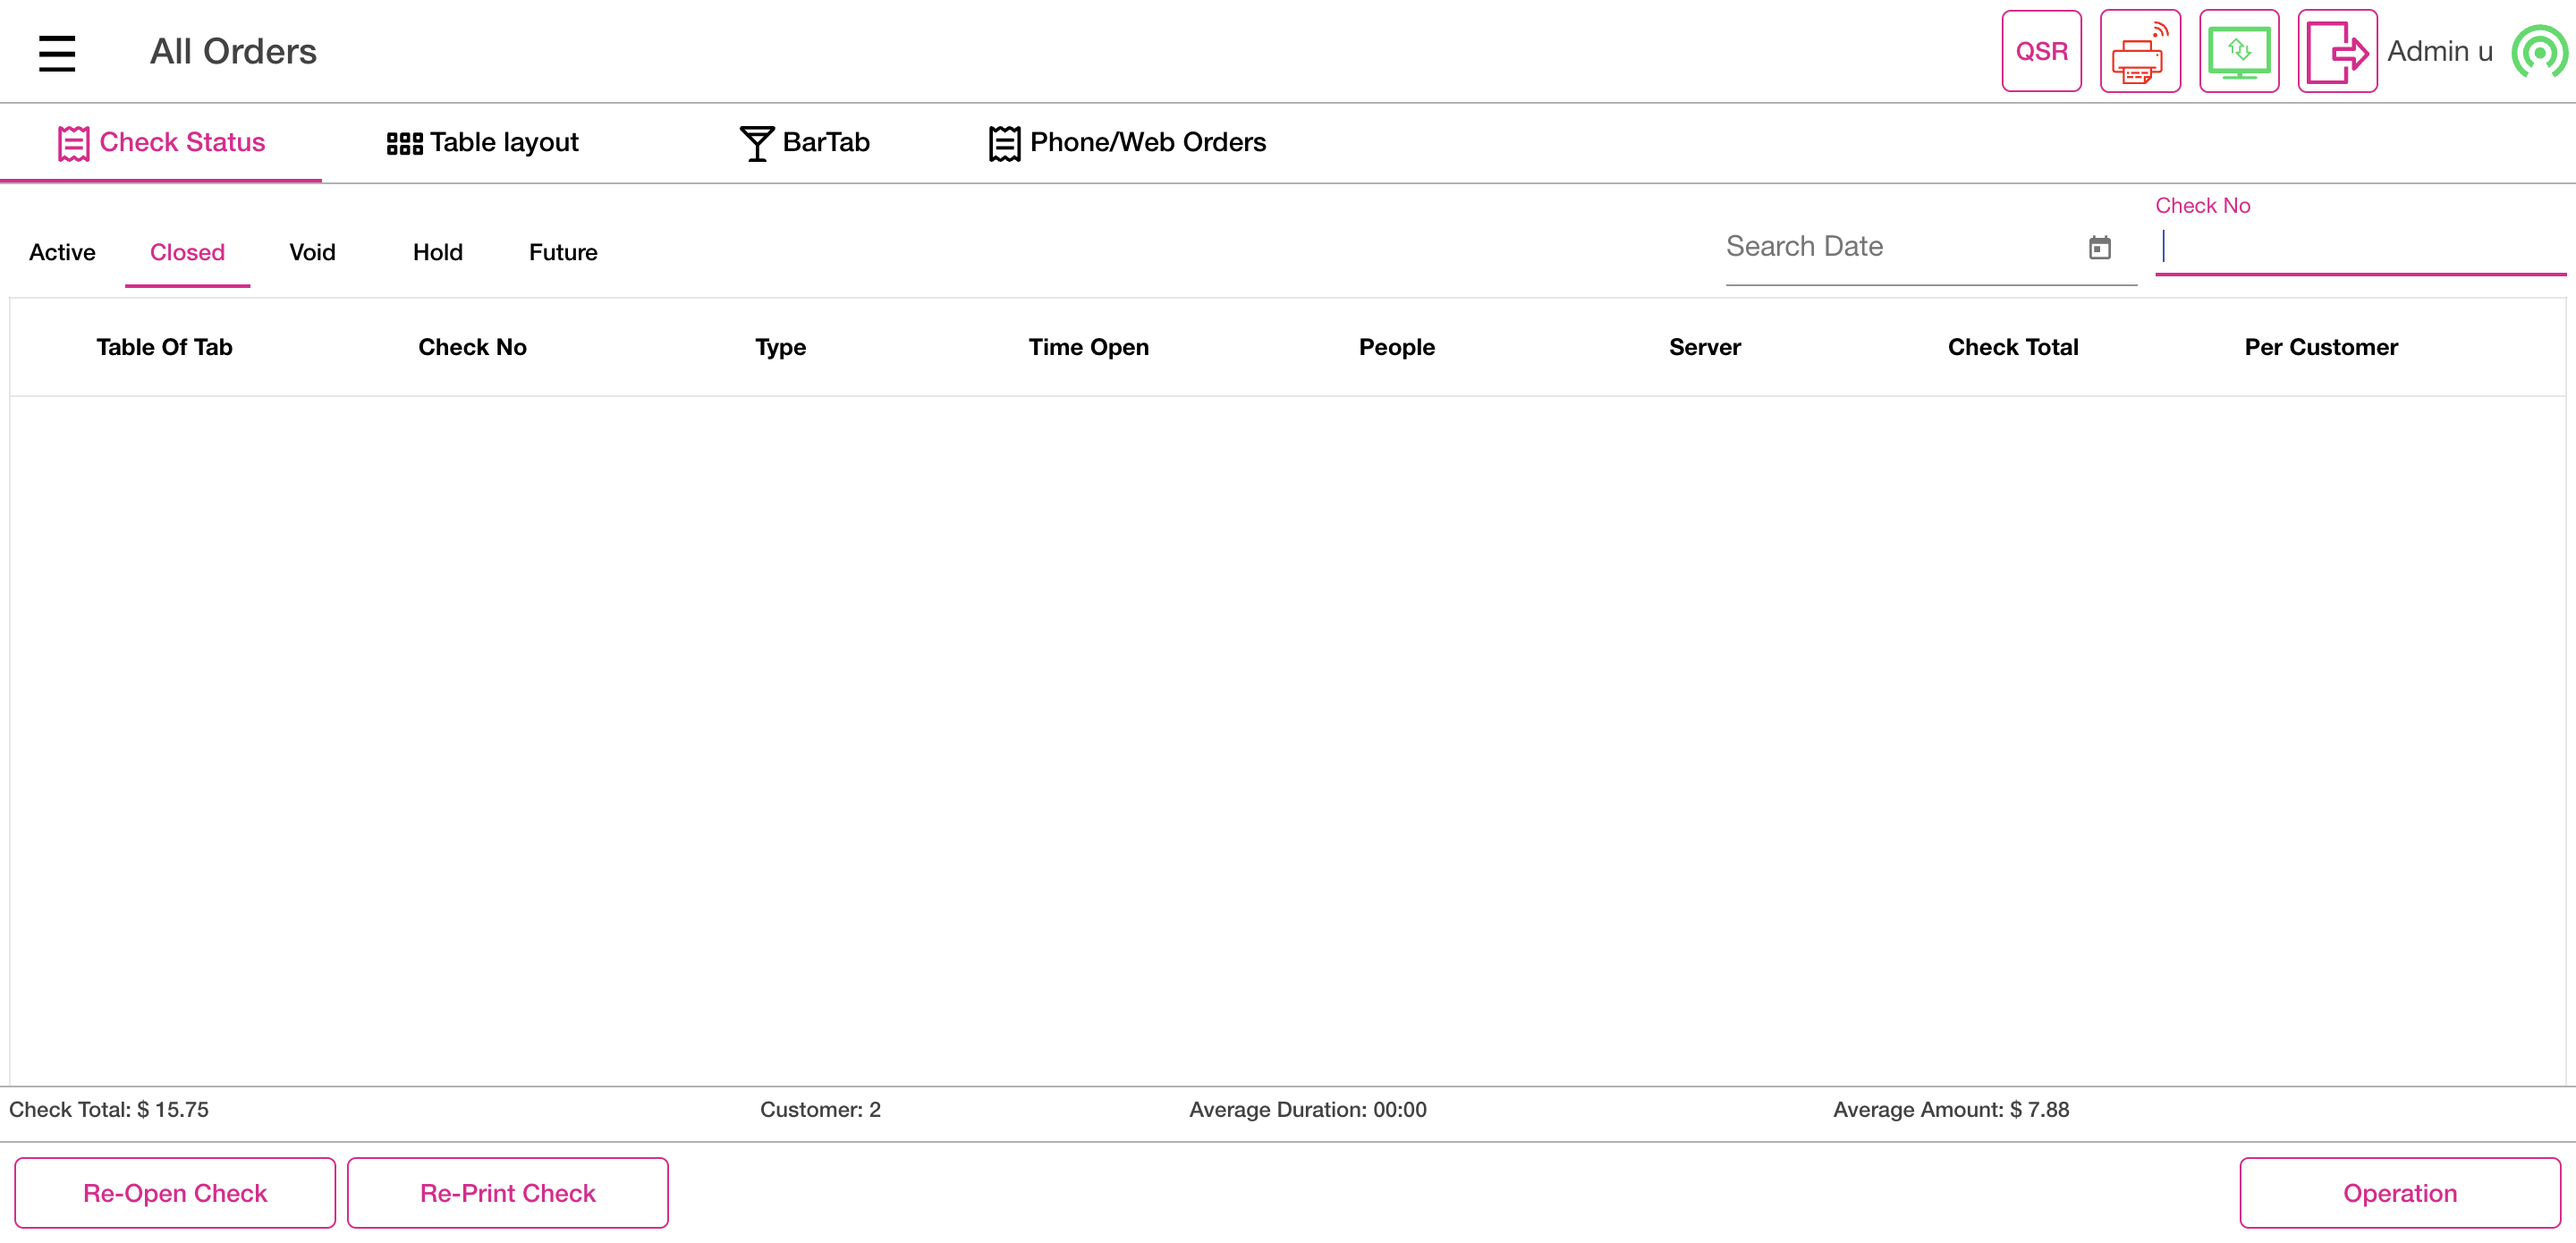 All Orders
QSR
Admin u
Check Status
Table layout
BarTab
Phone/Web Orders
Active
Closed
Void
Hold
Future
Search Date
Check No
Table Of Tab
Check No
Type
Time Open
People
Server
Check Total
Per Customer
Check Total: $ 15.75
Customer: 2
Average Duration: 00:00
Average Amount: $ 7.88
Re-Open Check
Re-Print Check
Operation